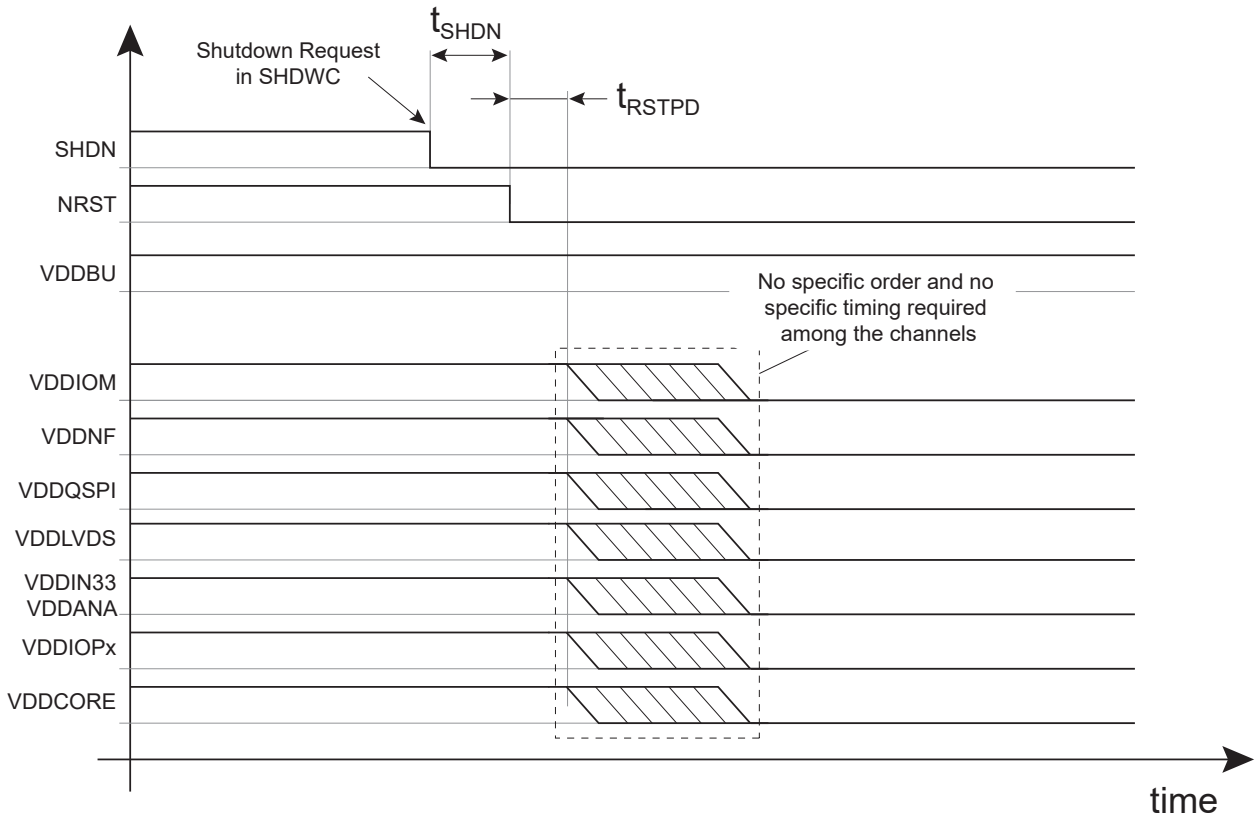 tSHDN
Shutdown Request
in SHDWC
tRSTPD
SHDN
NRST
VDDBU
No specific order and no
specific timing required
among the channels
VDDIOM
VDDNF
VDDQSPI
VDDLVDS
VDDIN33
VDDANA
VDDIOPx
VDDCORE
time